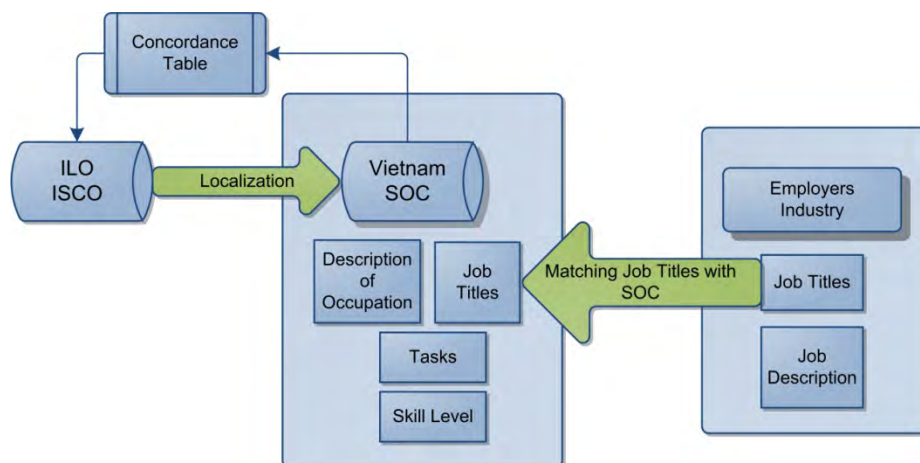 Concordance
Table
ILO
ISCO
Localization
Vietnam
SOC
Description
of
Occupation
Job
Titles
Tasks
Skill Level
Matching Job Titles with
SOC
Employers
Industry
Job Titles
Job
Description